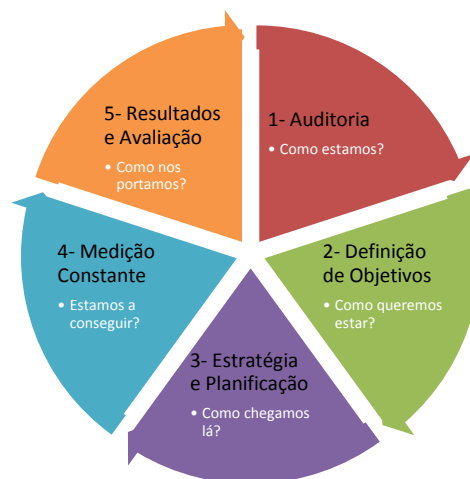 1- Auditoria
• Como estamos?
2- Definição
de Objetivos
• Como queremos
estar?
3- Estratégia
e Planificação
• Como chegamos
lá?
4- Medição
Constante
• Estamos a
conseguir?
5- Resultados
e Avaliação
• Como nos
portamos?